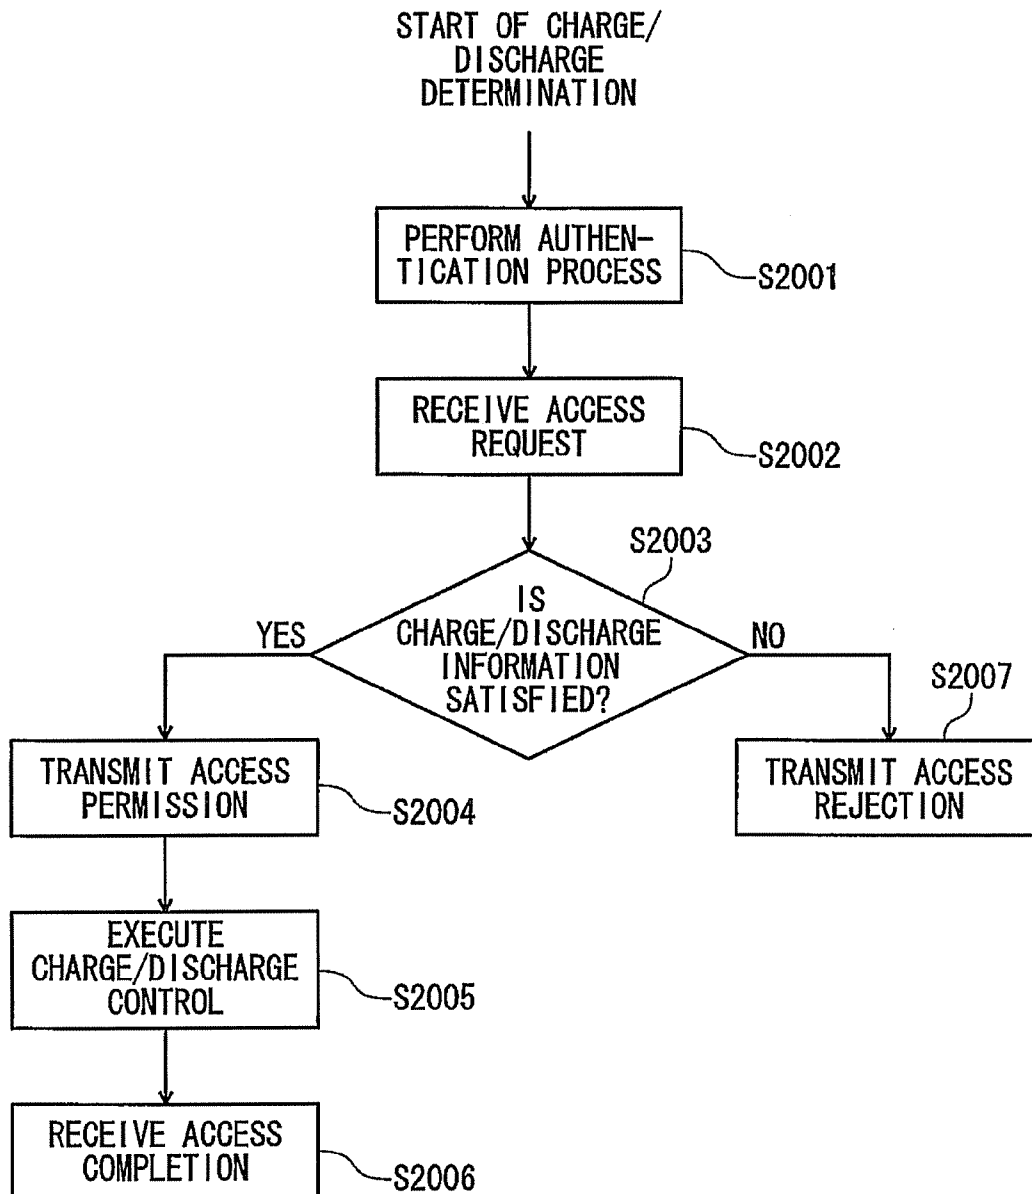 START OF CHARGE/
DISCHARGE
DETERMINATION
PERFORM AUTHEN-
TICATION PROCESS
S2001
RECEIVE ACCESS
REQUEST
S2002
S2003
IS
CHARGE/DISCHARGE
INFORMATION
SATISFIED?
YES
NO
S2007
TRANSMIT ACCESS
PERMISSION
S2004
TRANSMIT ACCESS
REJECTION
EXECUTE
CHARGE/DISCHARGE
CONTROL
S2005
RECEIVE ACCESS
COMPLETION
S2006